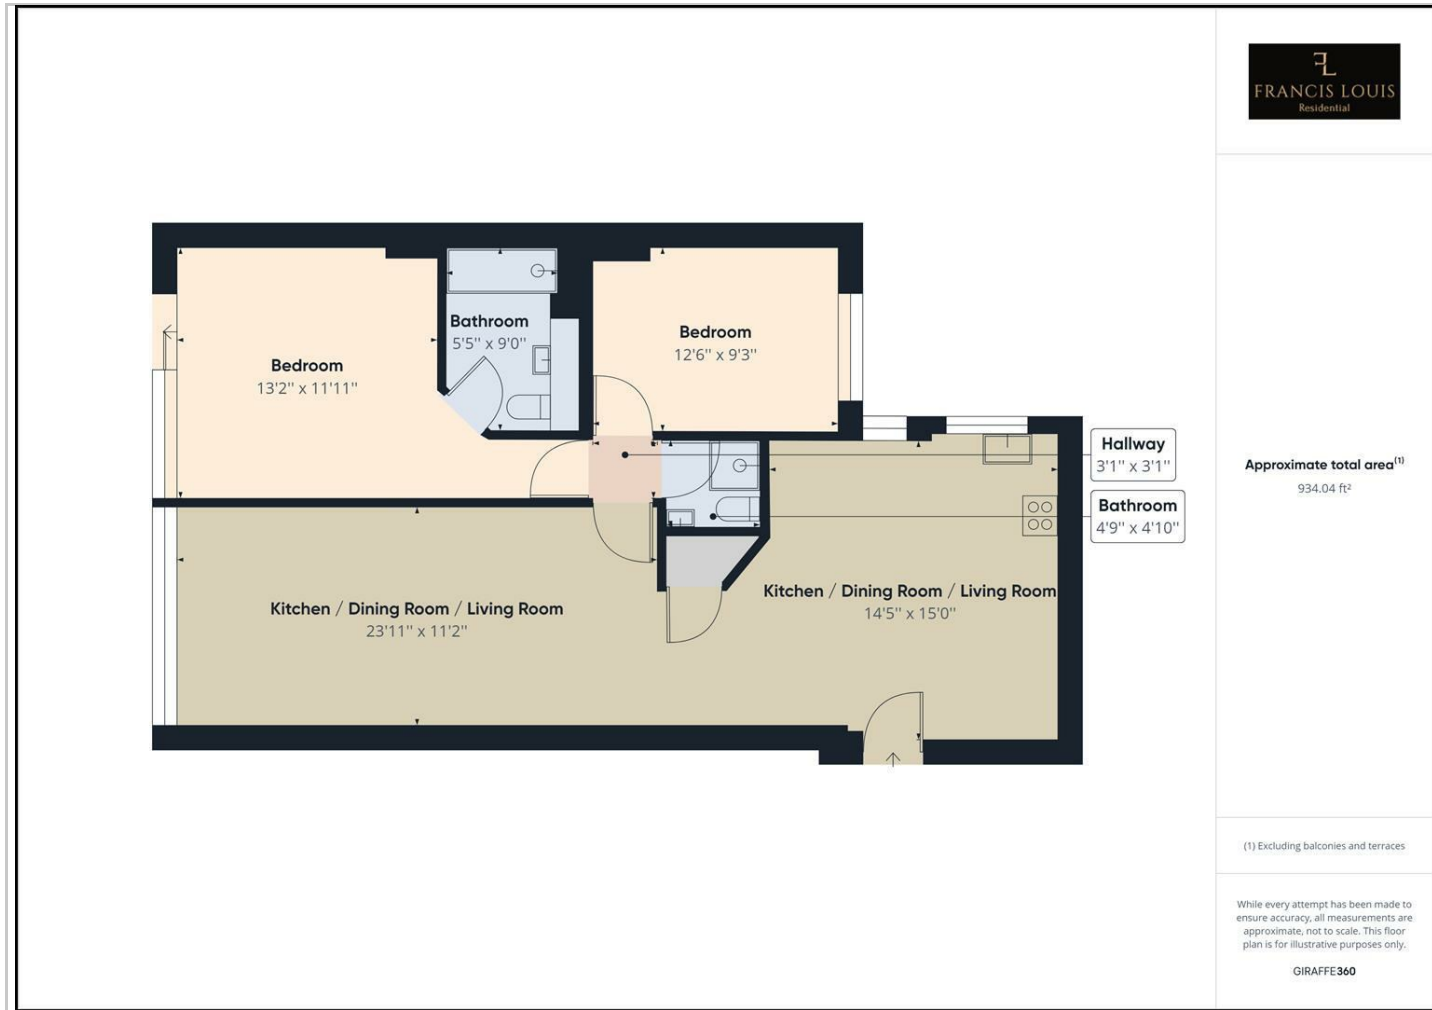 FL
FRANCIS LOUIS
Residential
Bedroom
13'2'' x 11'11''
Bathroom
5'5'' x 9'0''
Bedroom
12'6'' x 9'3''
Hallway
3'1'' x 3'1''
Bathroom
4'9'' x 4'10''
Kitchen / Dining Room / Living Room
23'11'' x 11'2''
Kitchen / Dining Room / Living Room
14'5'' x 15'0''
Approximate total area(1)
934.04 ft²
(1) Excluding balconies and terraces
While every attempt has been made to
ensure accuracy, all measurements are
approximate, not to scale. This floor
plan is for illustrative purposes only.
GIRAFFE360